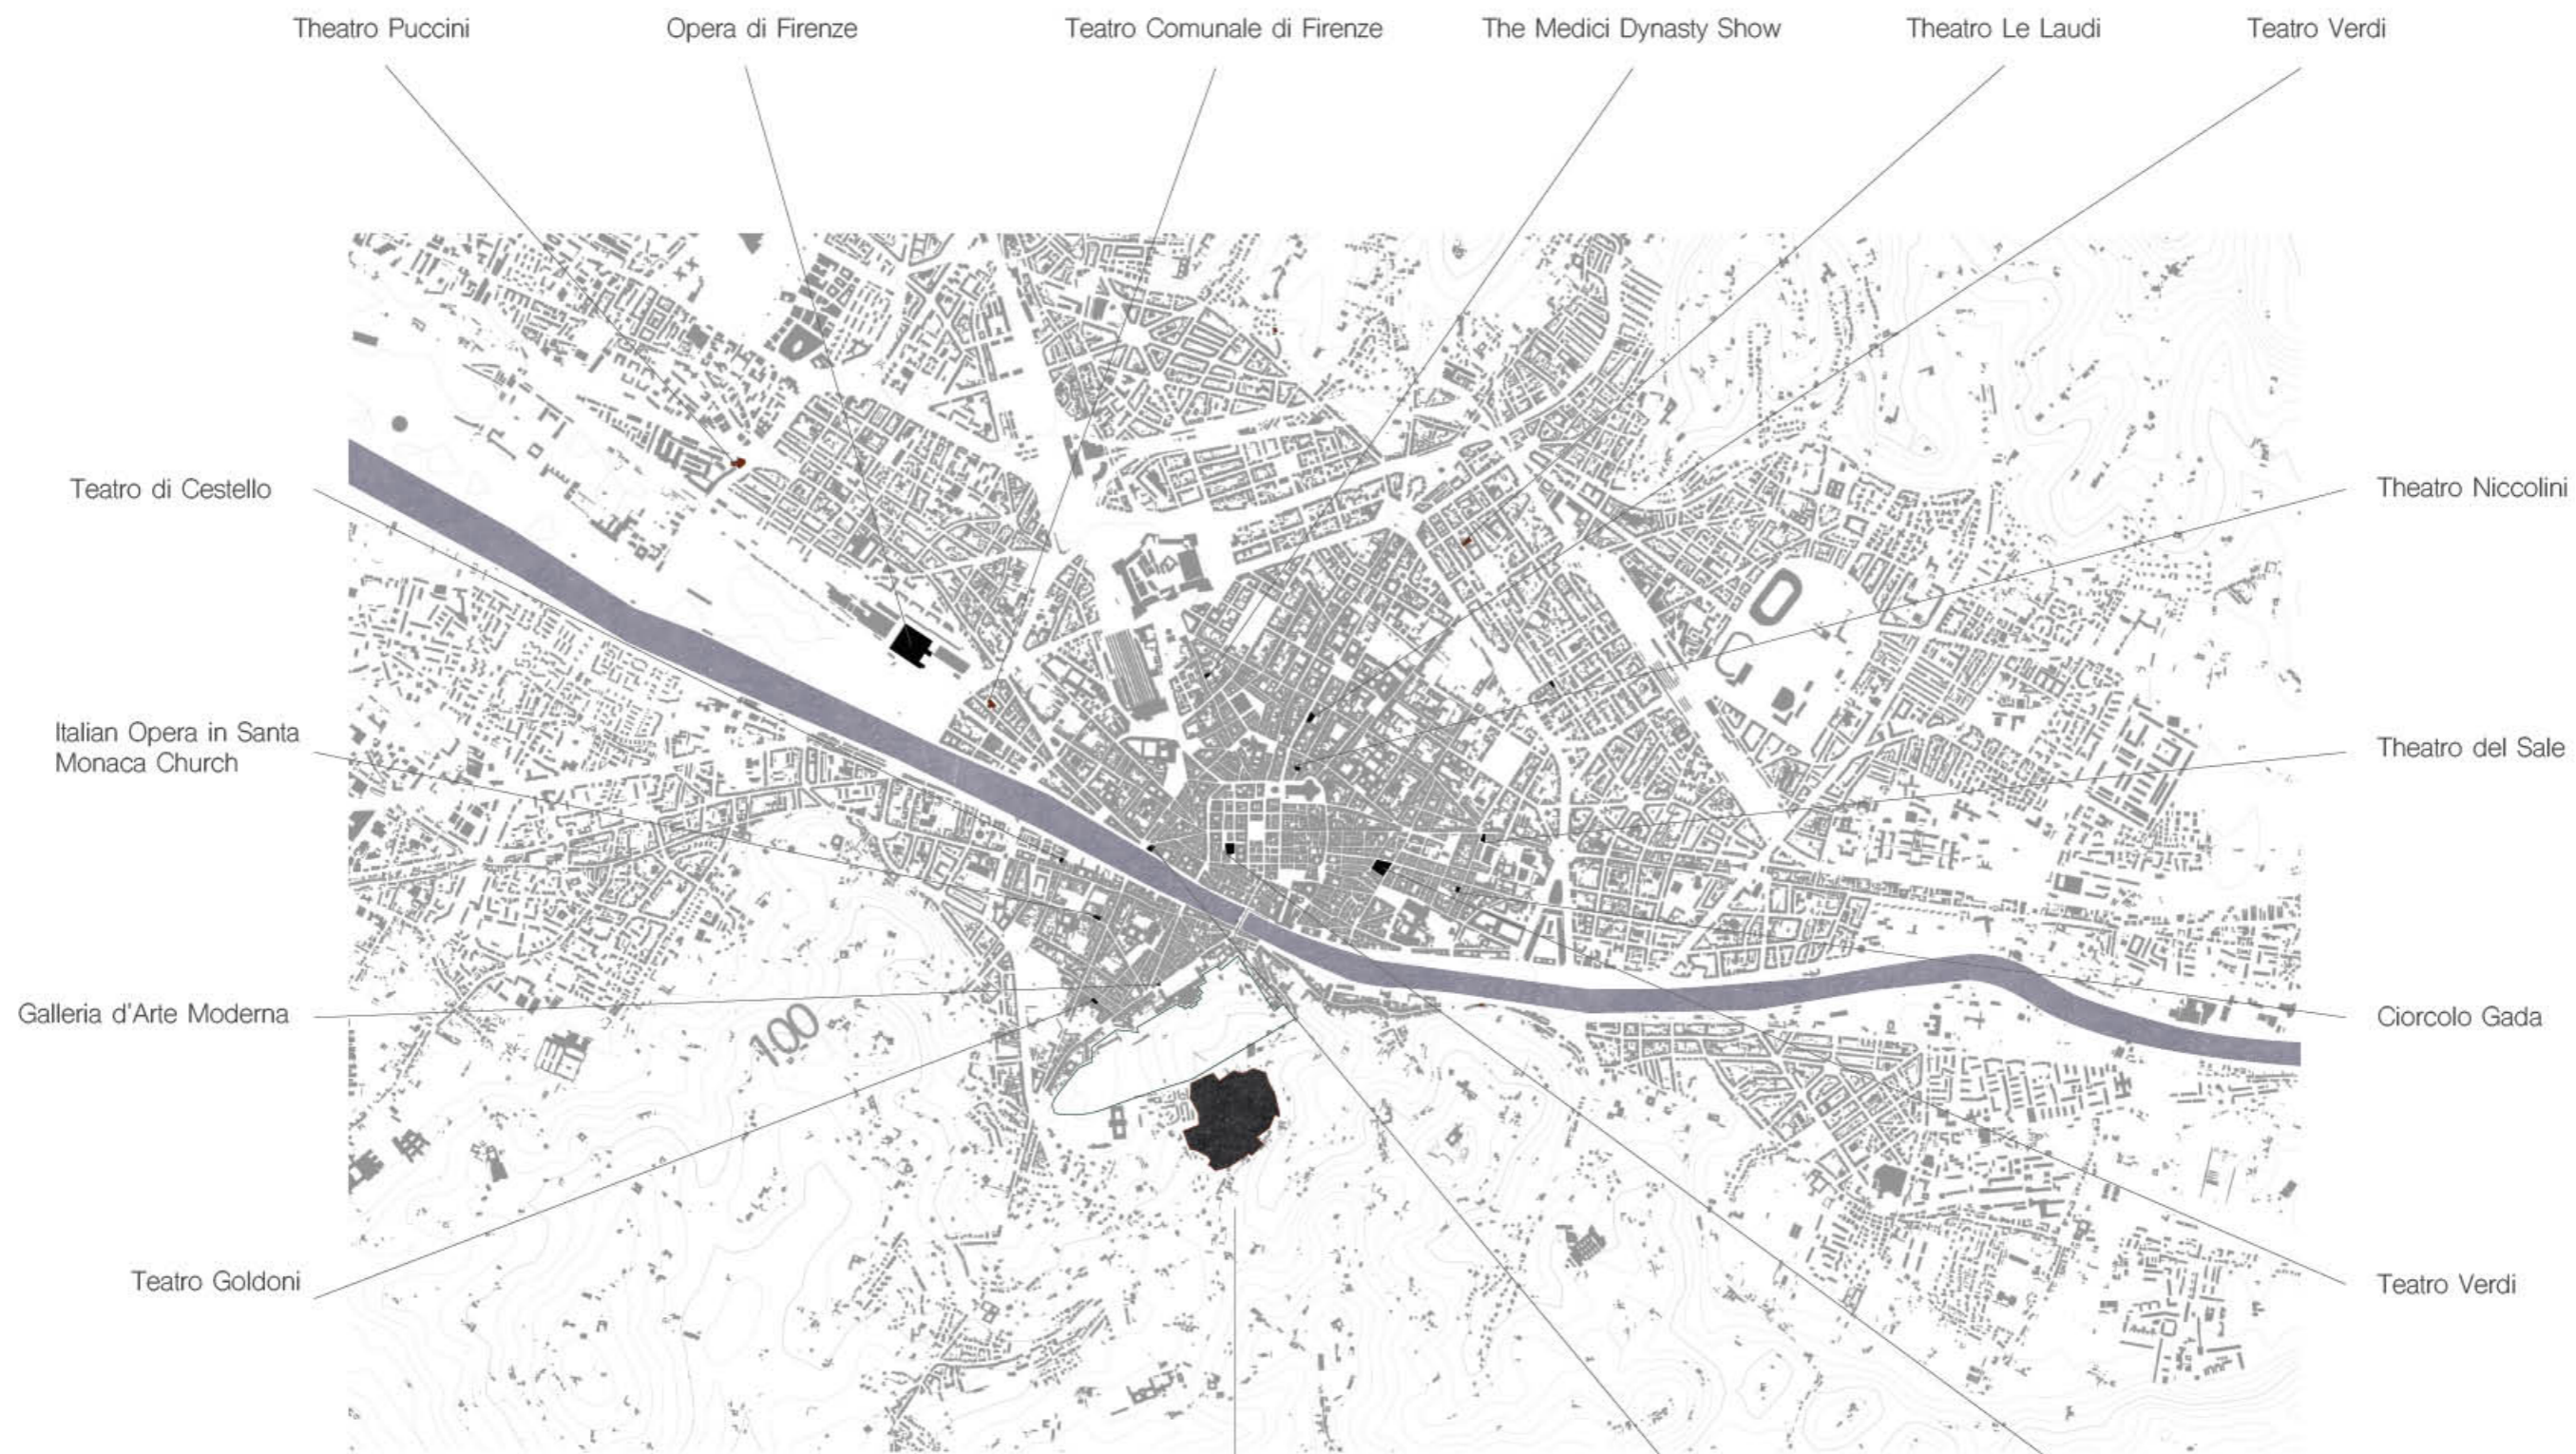 Theatro Puccini
Opera di Firenze
Teatro Comunale di Firenze
The Medici Dynasty Show
Theatro Le Laudi
Teatro Verdi
Teatro di Cestello
Theatro Niccolini
Italian Opera in Santa
Monaca Church
Theatro del Sale
Galleria d'Arte Moderna
100
Ciorcolo Gada
Teatro Goldoni
Teatro Verdi